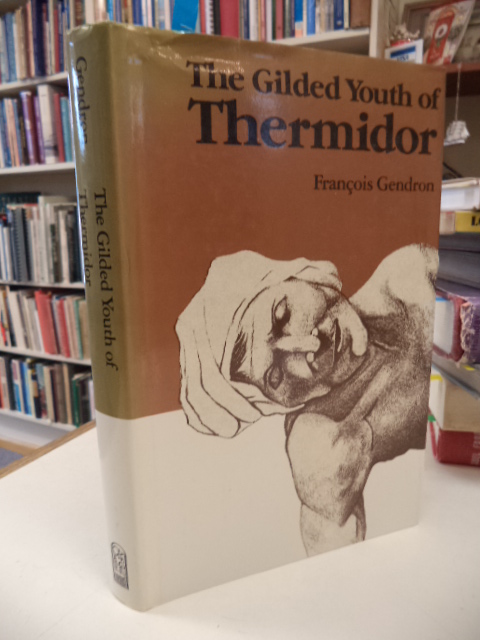 The Gilded Youth of
Thermidor
François Gendron
Gendron
The Gilded Youth of
Thermidor